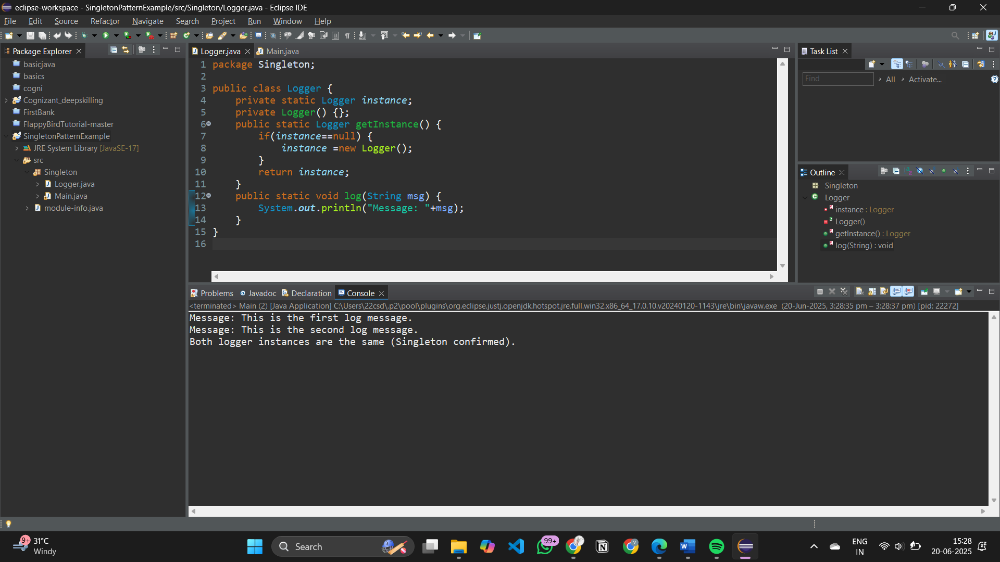 eclipse-workspace - SingletonPatternExample/src/Singleton/Logger.java - Eclipse IDE
File Edit Source Refactor Navigate Search Project Run Window Help
Package Explorer
basicjava
basics
cogni
Cognizant_deepskilling
FirstBank
FlappyBirdTutorial-master
SingletonPatternExample
JRE System Library [JavaSE-17]
src
Singleton
Logger.java
Main.java
module-info.java
Logger.java Main.java
1 package Singleton;
2
3 public class Logger {
4 private static Logger instance;
5 private Logger() {};
6 public static Logger getInstance() {
7 if(instance==null) {
8 instance =new Logger();
9 }
10 return instance;
11 }
12 public static void log(String msg) {
13 System.out.println("Message: "+msg);
14 }
15 }
16
Task List
Find All Activate...
Outline
Singleton
Logger
instance : Logger
Logger()
getInstance() : Logger
log(String) : void
Problems Javadoc Declaration Console
<terminated> Main (2) [Java Application] C:\Users\22csd\.p2\pool\plugins\org.eclipse.justj.openjdk.hotspot.jre.full.win32.x86_64_17.0.10.v20240120-1143\jre\bin\javaw.exe (20-Jun-2025, 3:28:35 pm – 3:28:37 pm) [pid: 22272]
Message: This is the first log message.
Message: This is the second log message.
Both logger instances are the same (Singleton confirmed).
9+
31°C
Windy
Search
99+
ENG
IN
15:28
20-06-2025